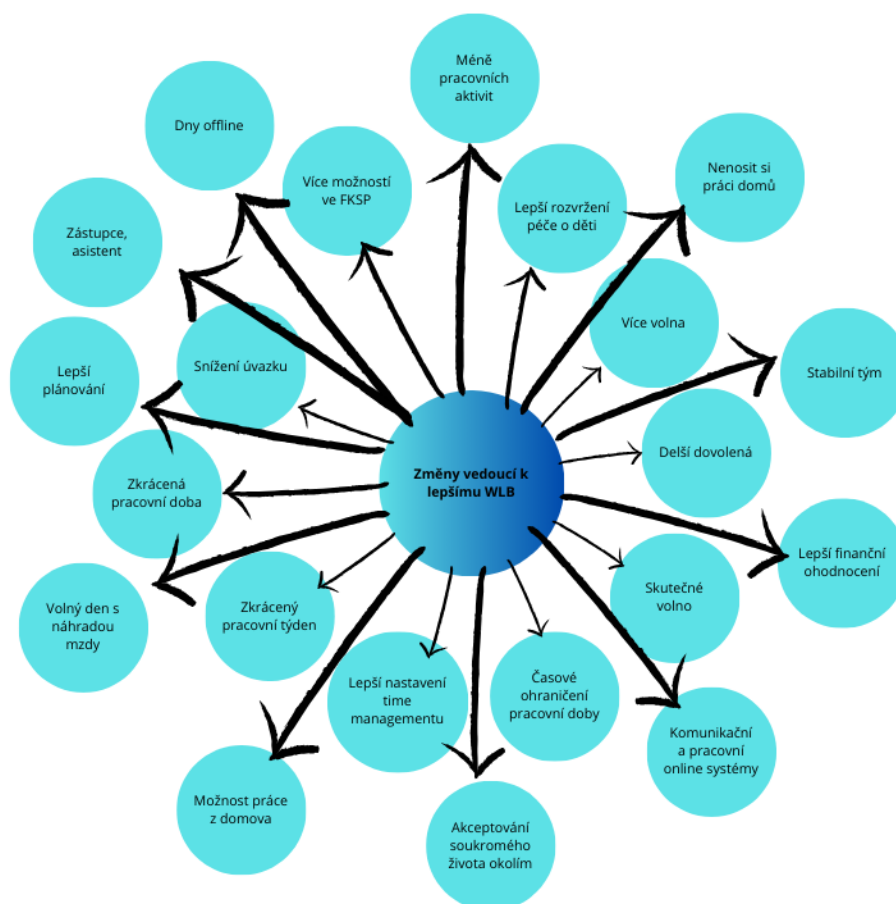 Méně
pracovních
aktivit
Dny offline
Více možností
ve FKSP
Nenosit si
práci domů
Lepší rozvržení
péče o děti
Zástupce,
asistent
Více volna
Lepší
plánování
Snížení úvazku
Stabilní tým
Delší dovolená
Změny vedoucí k
lepšímu WLB
Zkrácená
pracovní doba
Lepší finanční
ohodnocení
Skutečné
volno
Volný den s
náhradou
mzdy
Zkrácený
pracovní týden
Lepší nastavení
time
managementu
Časové
ohraničení
pracovní doby
Komunikační
a pracovní
online systémy
Možnost práce
z domova
Akceptování
soukromého
života okolím